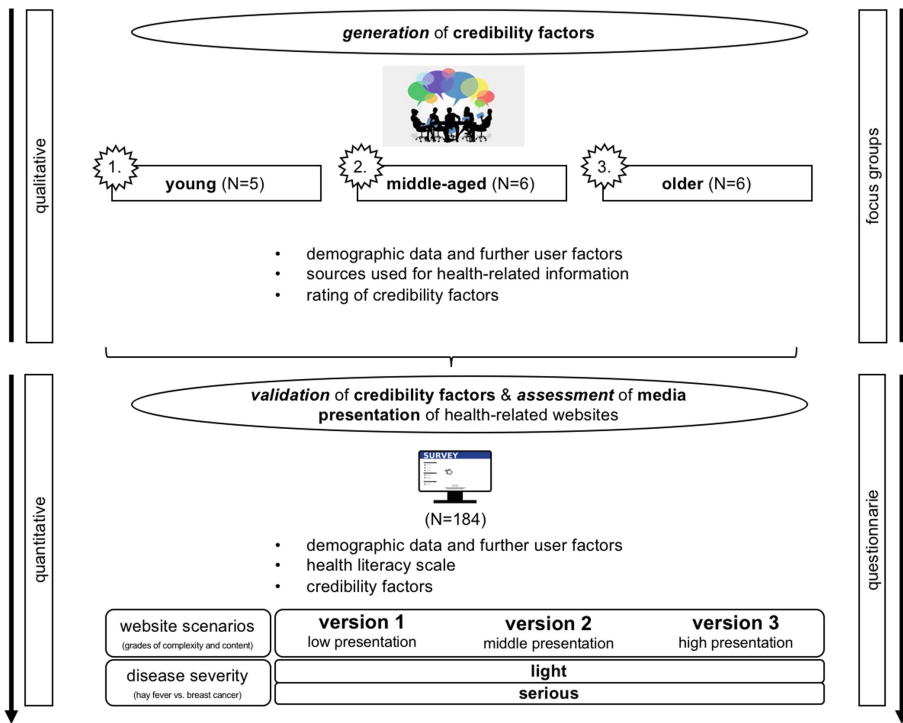 generation of credibility factors
qualitative
focus groups
1.
young (N=5)
2.
middle-aged (N=6)
3.
older (N=6)
• demographic data and further user factors
• sources used for health-related information
• rating of credibility factors
validation of credibility factors & assessment of media
presentation of health-related websites
quantitative
questionnarie
SURVEY
(N=184)
• demographic data and further user factors
• health literacy scale
• credibility factors
website scenarios
(grades of complexity and content)
version 1
low presentation
version 2
middle presentation
version 3
high presentation
disease severity
(hay fever vs. breast cancer)
light
serious